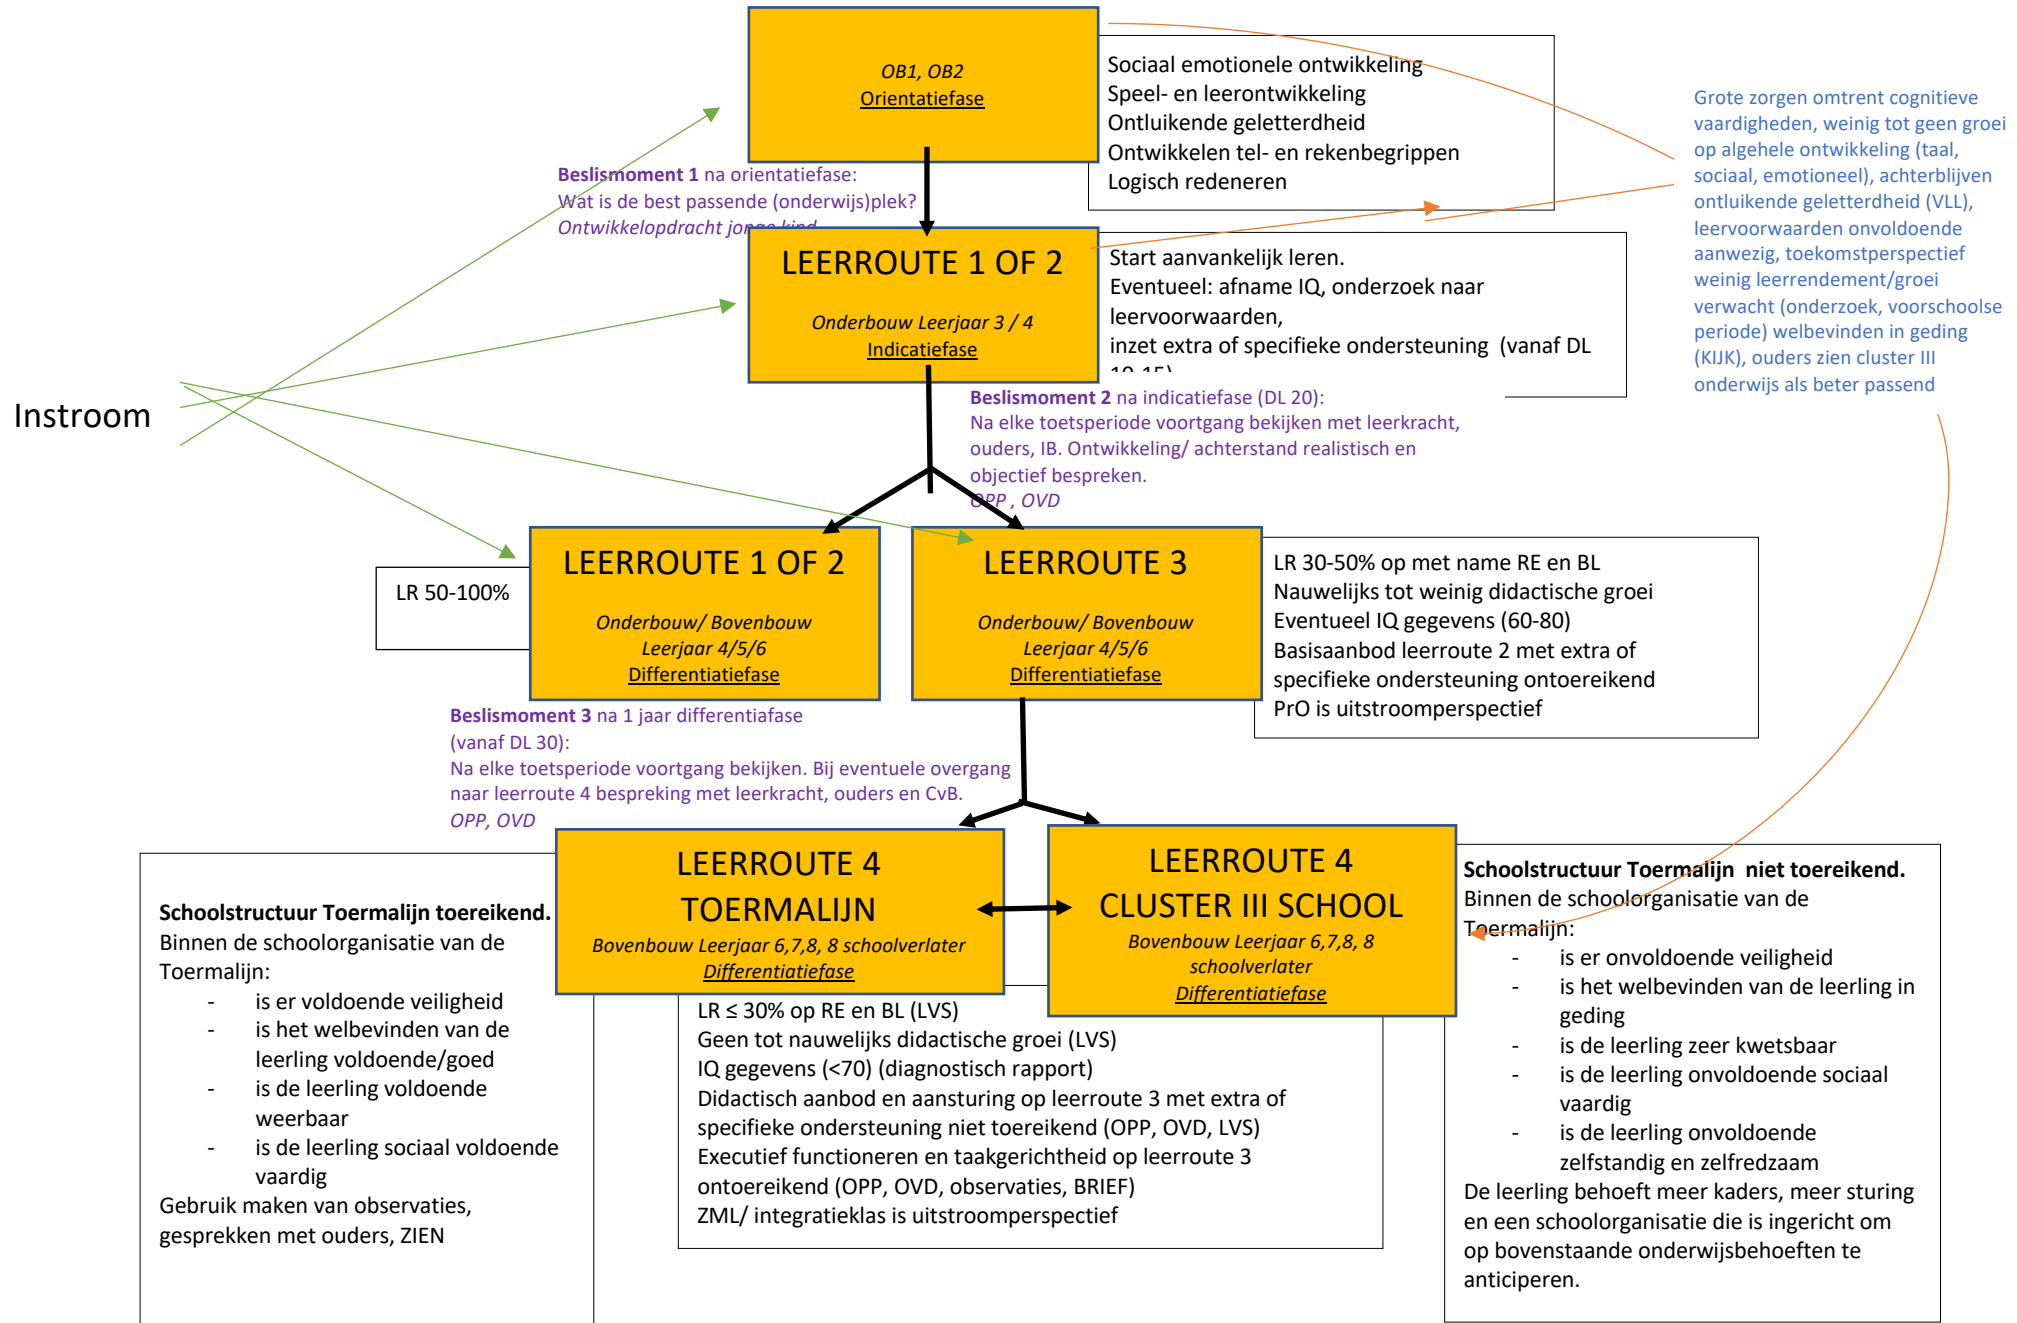 OB1, OB2
Orientatiefase
Sociaal emotionele ontwikkeling
Speel- en leerontwikkeling
Ontluikende geletterdheid
Ontwikkelen tel- en rekenbegrippen
Logisch redeneren
Grote zorgen omtrent cognitieve
vaardigheden, weinig tot geen groei
op algehele ontwikkeling (taal,
sociaal, emotioneel), achterblijven
ontluikende geletterdheid (VLL),
leervoorwaarden onvoldoende
aanwezig, toekomstperspectief
weinig leerrendement/groei
verwacht (onderzoek, voorschoolse
periode) welbevinden in geding
(KIJK), ouders zien cluster III
onderwijs als beter passend
Beslismoment 1 na orientatiefase:
Wat is de best passende (onderwijs)plek?
Ontwikkelopdracht jonge kind
LEERROUTE 1 OF 2
Onderbouw Leerjaar 3 / 4
Indicatiefase
Start aanvankelijk leren.
Eventueel: afname IQ, onderzoek naar
leervoorwaarden,
inzet extra of specifieke ondersteuning (vanaf DL
10-15)
Instroom
Beslismoment 2 na indicatiefase (DL 20):
Na elke toetsperiode voortgang bekijken met leerkracht,
ouders, IB. Ontwikkeling/ achterstand realistisch en
objectief bespreken.
OPP , OVD
LR 50-100%
LEERROUTE 1 OF 2
Onderbouw/ Bovenbouw
Leerjaar 4/5/6
Differentiatiefase
LEERROUTE 3
Onderbouw/ Bovenbouw
Leerjaar 4/5/6
Differentiatiefase
LR 30-50% op met name RE en BL
Nauwelijks tot weinig didactische groei
Eventueel IQ gegevens (60-80)
Basisaanbod leerroute 2 met extra of
specifieke ondersteuning ontoereikend
PrO is uitstroomperspectief
Beslismoment 3 na 1 jaar differentiafase
(vanaf DL 30):
Na elke toetsperiode voortgang bekijken. Bij eventuele overgang
naar leerroute 4 bespreking met leerkracht, ouders en CvB.
OPP, OVD
LEERROUTE 4
TOERMALIJN
Bovenbouw Leerjaar 6,7,8, 8 schoolverlater
Differentiatiefase
LEERROUTE 4
CLUSTER III SCHOOL
Bovenbouw Leerjaar 6,7,8, 8
schoolverlater
Differentiatiefase
Schoolstructuur Toermalijn toereikend.
Binnen de schoolorganisatie van de
Toermalijn:
- is er voldoende veiligheid
- is het welbevinden van de
leerling voldoende/goed
- is de leerling voldoende
weerbaar
- is de leerling sociaal voldoende
vaardig
Gebruik maken van observaties,
gesprekken met ouders, ZIEN
LR ≤ 30% op RE en BL (LVS)
Geen tot nauwelijks didactische groei (LVS)
IQ gegevens (<70) (diagnostisch rapport)
Didactisch aanbod en aansturing op leerroute 3 met extra of
specifieke ondersteuning niet toereikend (OPP, OVD, LVS)
Executief functioneren en taakgerichtheid op leerroute 3
ontoereikend (OPP, OVD, observaties, BRIEF)
ZML/ integratieklas is uitstroomperspectief
Schoolstructuur Toermalijn niet toereikend.
Binnen de schoolorganisatie van de
Toermalijn:
- is er onvoldoende veiligheid
- is het welbevinden van de leerling in
geding
- is de leerling zeer kwetsbaar
- is de leerling onvoldoende sociaal
vaardig
- is de leerling onvoldoende
zelfstandig en zelfredzaam
De leerling behoeft meer kaders, meer sturing
en een schoolorganisatie die is ingericht om
op bovenstaande onderwijsbehoeften te
anticiperen.